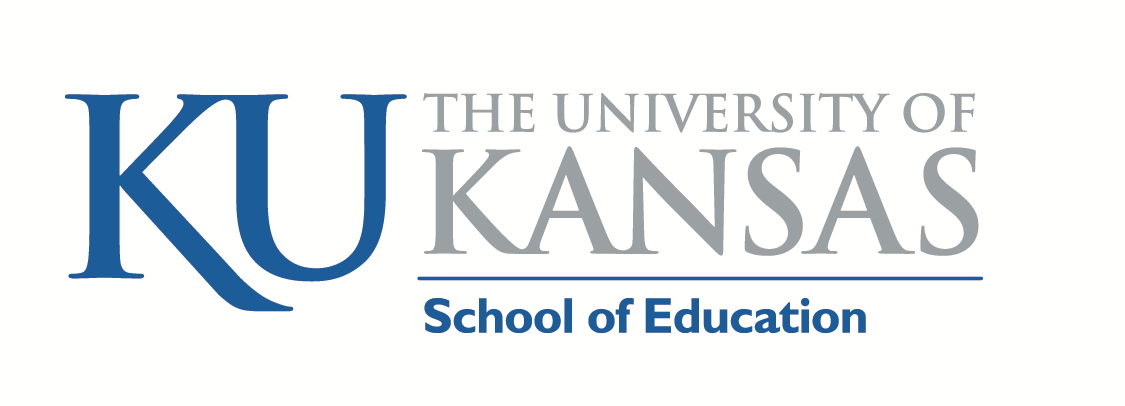 KU
THE UNIVERSITY OF
KANSAS
School of Education